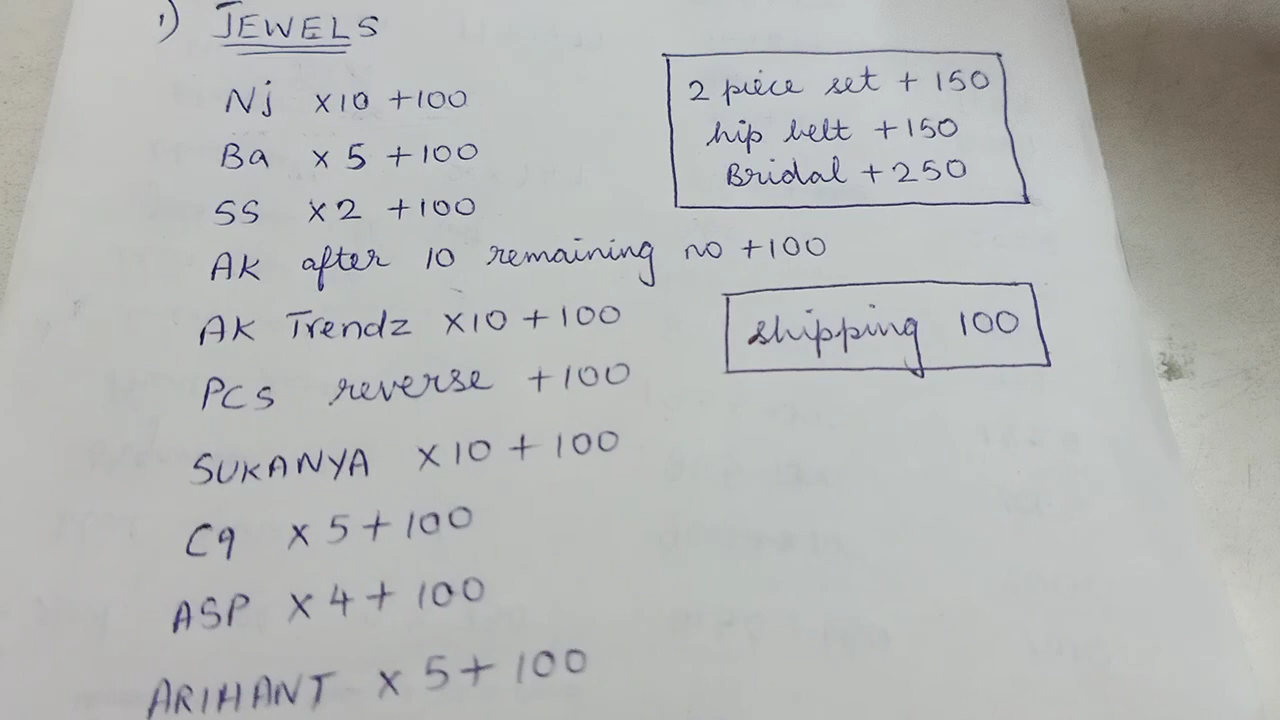 1) JEWELS
Nj x10 +100
Ba x 5 +100
SS x2 +100
AK after 10 remaining no +100
AK Trendz x10 +100
PCS reverse +100
SUKANYA x10 + 100
C9 x 5 + 100
ASP x 4 + 100
ARIHANT x 5 + 100
2 piece set + 150
hip belt +150
Bridal +250
shipping 100